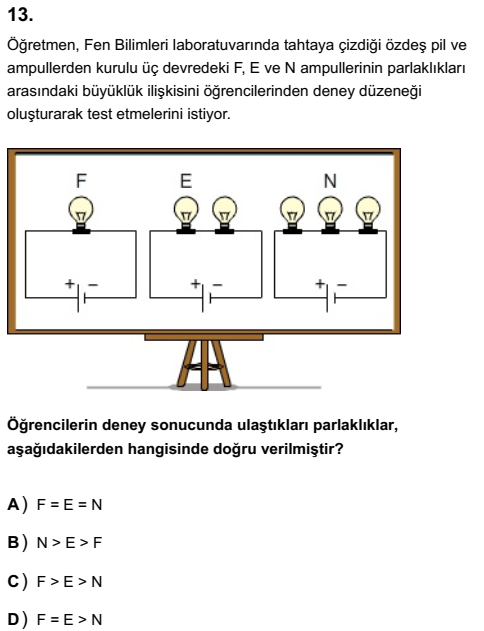 13.
Öğretmen, Fen Bilimleri laboratuvarında tahtaya çizdiği özdeş pil ve
ampullerden kurulu üç devredeki F, E ve N ampullerinin parlaklıkları
arasındaki büyüklük ilişkisini öğrencilerinden deney düzeneği
oluşturarak test etmelerini istiyor.
F E N
+ − + − + −
Öğrencilerin deney sonucunda ulaştıkları parlaklıklar,
aşağıdakilerden hangisinde doğru verilmiştir?
A) F = E = N
B) N > E > F
C) F > E > N
D) F = E > N